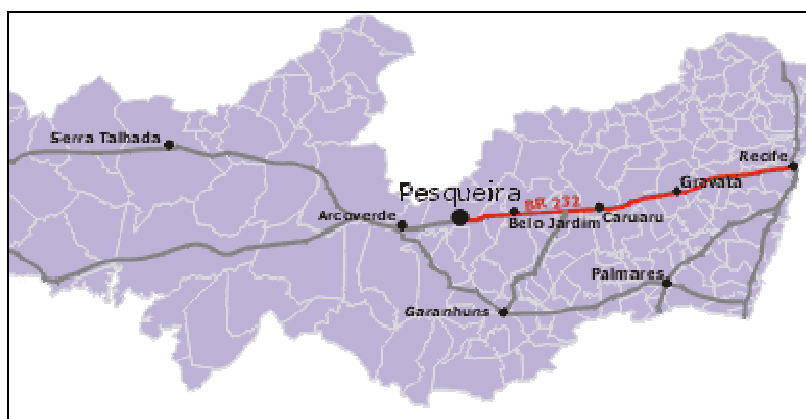 Serra Talhada
Recife
Gravatá
Pesqueira
BR 232
Arcoverde
Belo Jardim
Caruaru
Palmares
Garanhuns